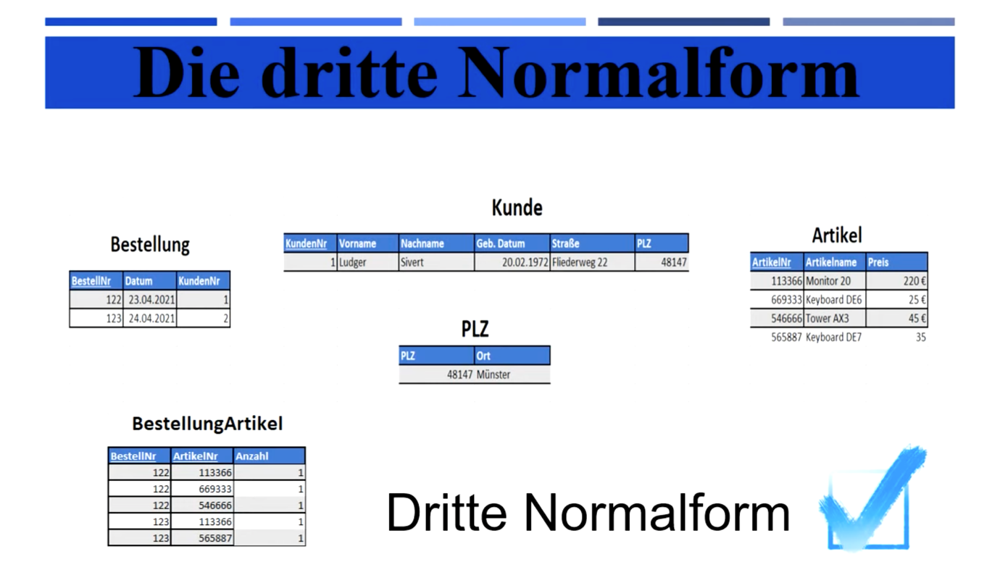 Die dritte Normalform
Bestellung
BestellNr Datum KundenNr
122 23.04.2021 1
123 24.04.2021 2
Kunde
KundenNr Vorname Nachname Geb. Datum Straße PLZ
1 Ludger Sivert 20.02.1972 Fliederweg 22 48147
Artikel
ArtikelNr Artikelname Preis
113366 Monitor 20 220 €
669333 Keyboard DE6 25 €
546666 Tower AX3 45 €
565887 Keyboard DE7 35
PLZ
PLZ Ort
48147 Münster
BestellungArtikel
BestellNr ArtikelNr Anzahl
122 113366 1
122 669333 1
122 546666 1
123 113366 1
123 565887 1
Dritte Normalform